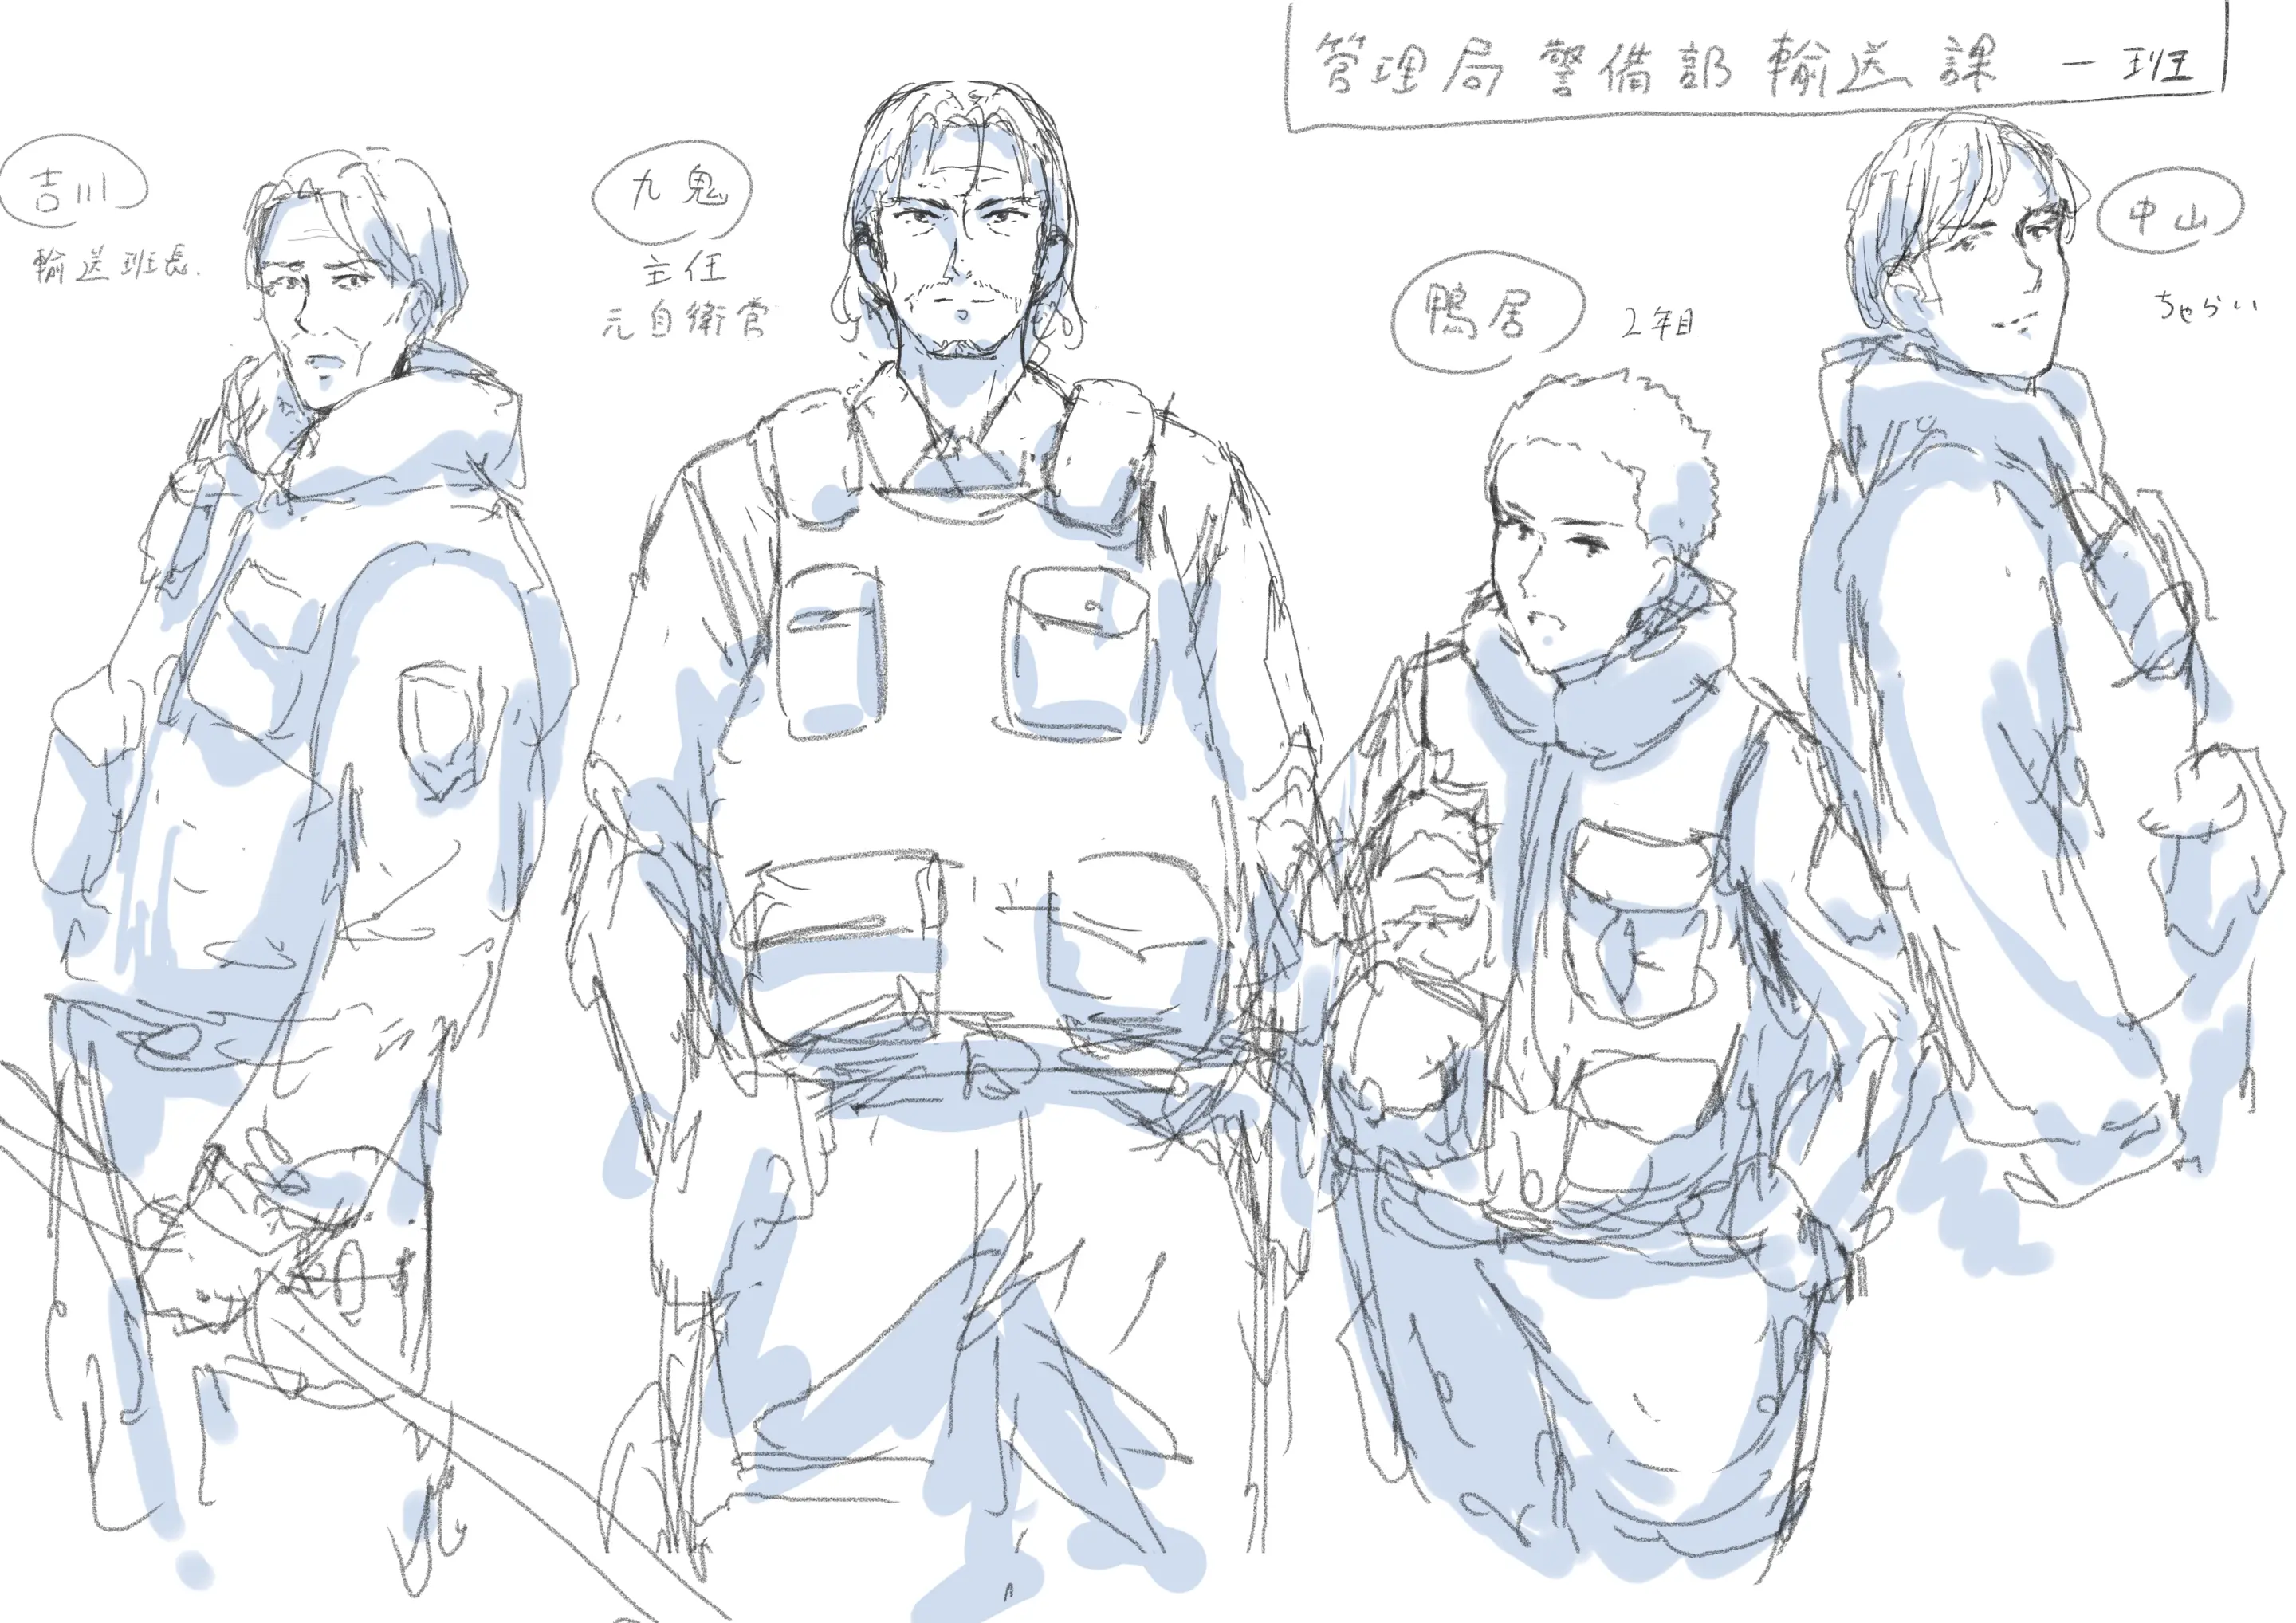 管理局 警備部 輸送課 一班
吉川
輸送班長.
九鬼
主任
元自衛官
鴨居
2年目
中山
ちゃらい